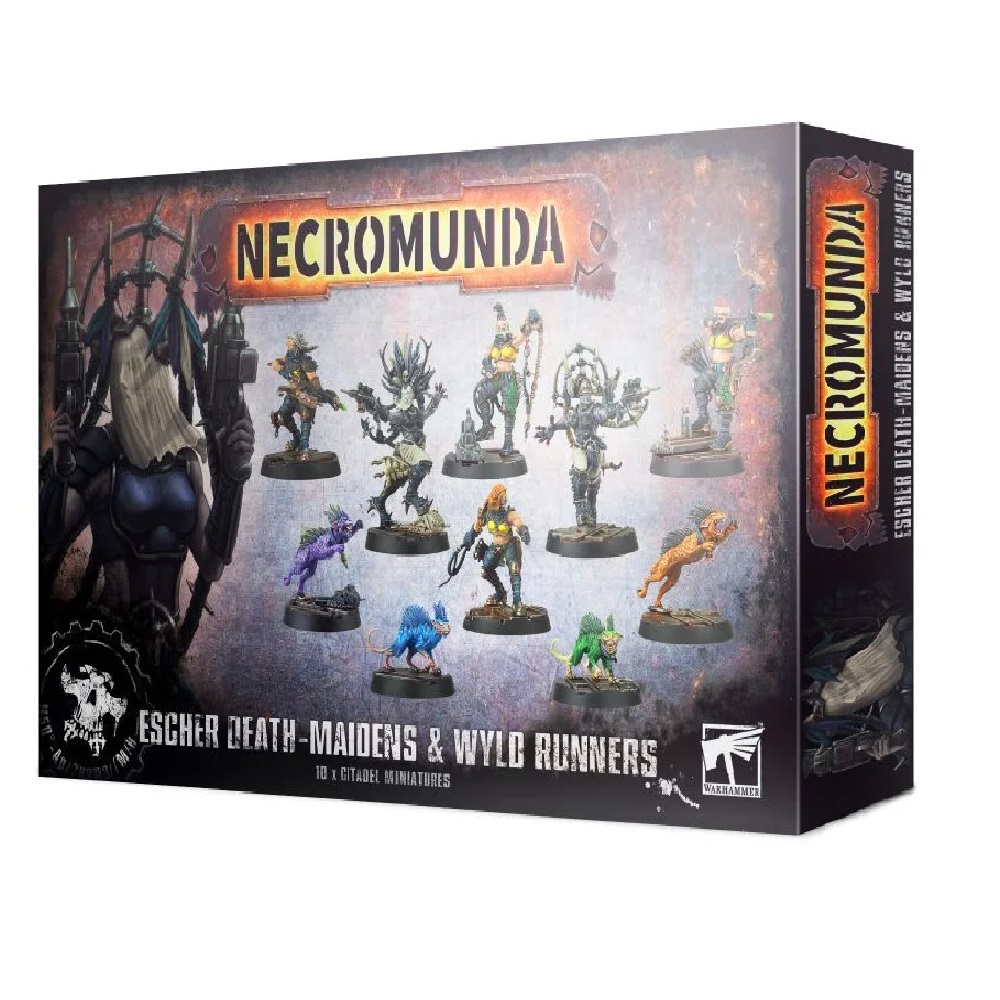 NECROMUNDA
ESCHER DEATH-MAIDENS & WYLD RUNNERS
10 x CITADEL MINIATURES
WARHAMMER
NECROMUNDA
ESCHER DEATH-MAIDENS & WYLD RUNNERS